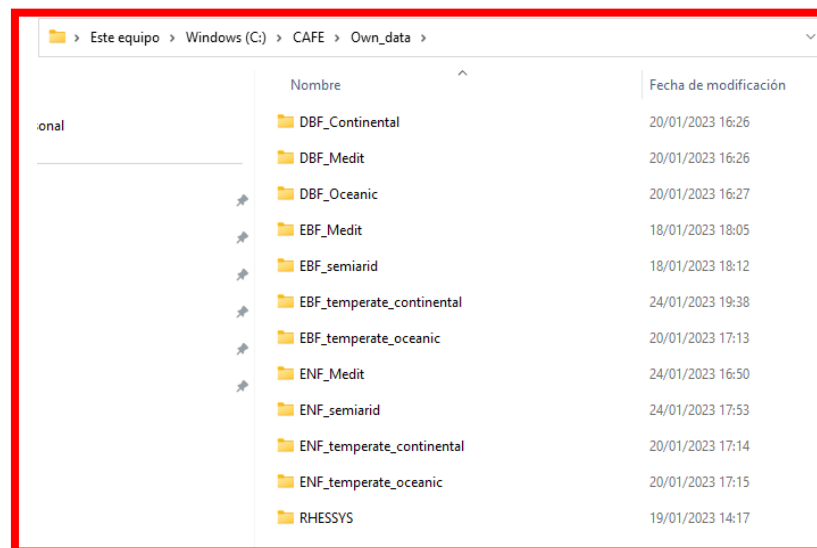 Este equipo > Windows (C:) > CAFE > Own_data >
Nombre Fecha de modificación
onal
DBF_Continental 20/01/2023 16:26
DBF_Medit 20/01/2023 16:26
DBF_Oceanic 20/01/2023 16:27
EBF_Medit 18/01/2023 18:05
EBF_semiarid 18/01/2023 18:12
EBF_temperate_continental 24/01/2023 19:38
EBF_temperate_oceanic 20/01/2023 17:13
ENF_Medit 24/01/2023 16:50
ENF_semiarid 24/01/2023 17:53
ENF_temperate_continental 20/01/2023 17:14
ENF_temperate_oceanic 20/01/2023 17:15
RHESSYS 19/01/2023 14:17